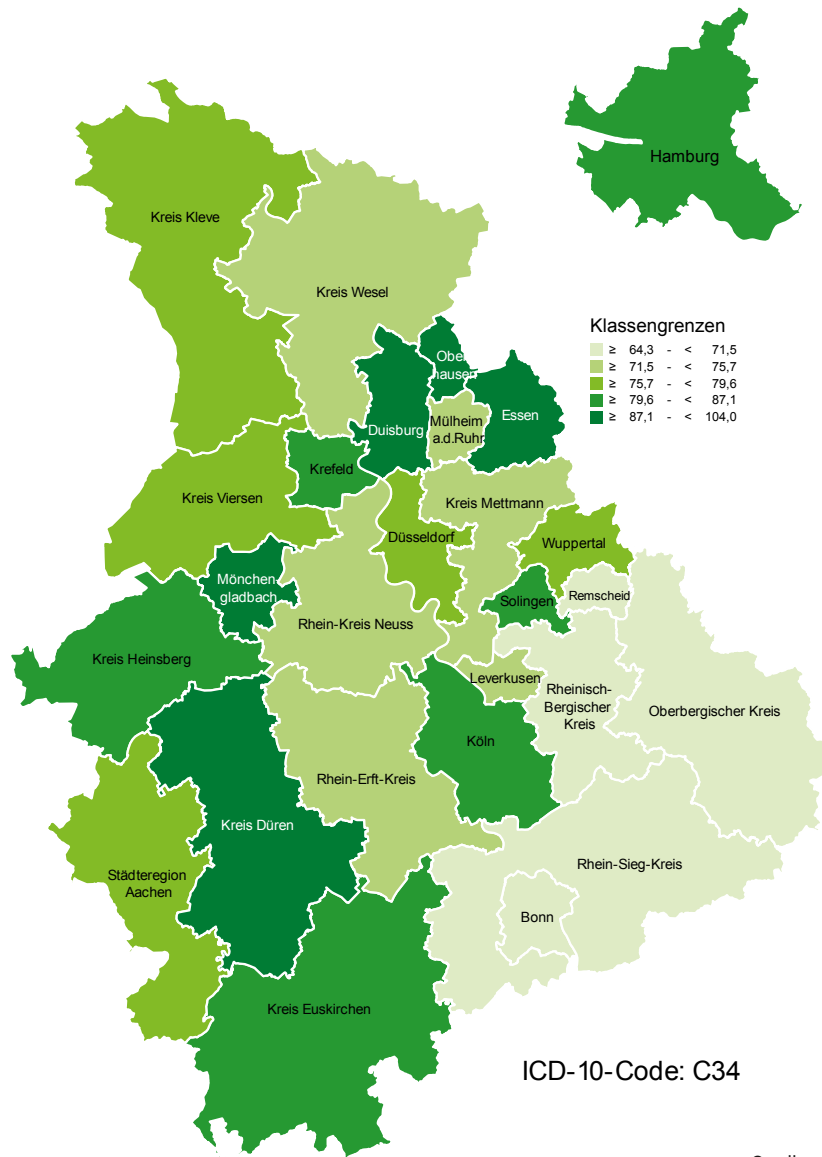 Hamburg
Kreis Kleve
Kreis Wesel
Klassengrenzen
≥ 64,3 - < 71,5
≥ 71,5 - < 75,7
≥ 75,7 - < 79,6
≥ 79,6 - < 87,1
≥ 87,1 - < 104,0
Ober
hausen
Essen
Mülheim
a.d.Ruhr
Duisburg
Krefeld
Kreis Viersen
Kreis Mettmann
Düsseldorf
Wuppertal
Mönchen
gladbach
Remscheid
Solingen
Rhein-Kreis Neuss
Kreis Heinsberg
Leverkusen
Rheinisch-
Bergischer
Kreis
Oberbergischer Kreis
Köln
Rhein-Erft-Kreis
Kreis Düren
Rhein-Sieg-Kreis
Städteregion
Aachen
Bonn
Kreis Euskirchen
ICD-10-Code: C34